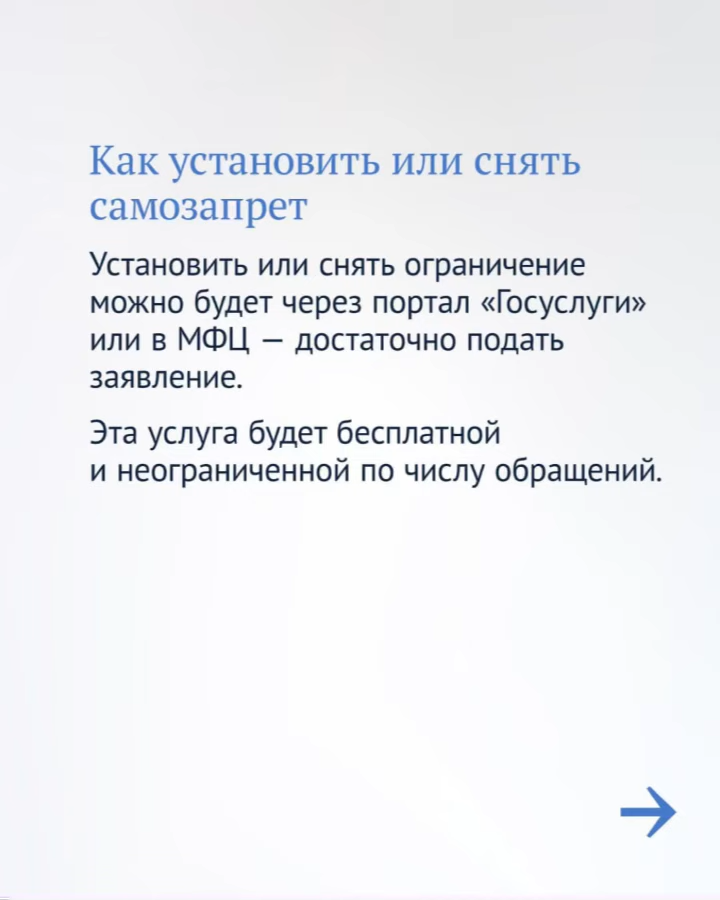 Как установить или снять
самозапрет
Установить или снять ограничение
можно будет через портал «Госуслуги»
или в МФЦ — достаточно подать
заявление.
Эта услуга будет бесплатной
и неограниченной по числу обращений.